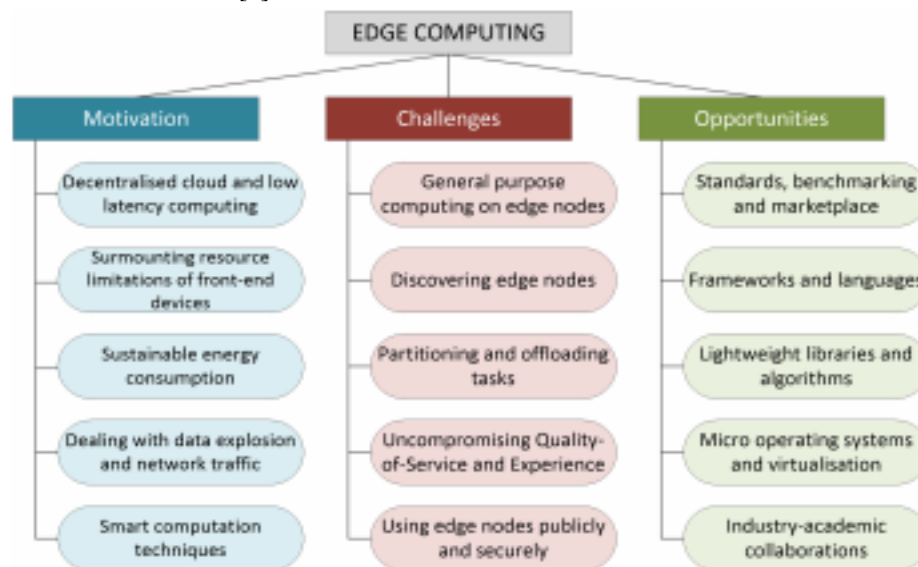 [5]
EDGE COMPUTING
Motivation
Decentralised cloud and low
latency computing
Surmounting resource
limitations of front-end
devices
Sustainable energy
consumption
Dealing with data explosion
and network traffic
Smart computation
techniques
Challenges
General purpose
computing on edge nodes
Discovering edge nodes
Partitioning and offloading
tasks
Uncompromising Quality-
of-Service and Experience
Using edge nodes publicly
and securely
Opportunities
Standards, benchmarking
and marketplace
Frameworks and languages
Lightweight libraries and
algorithms
Micro operating systems
and virtualisation
Industry-academic
collaborations